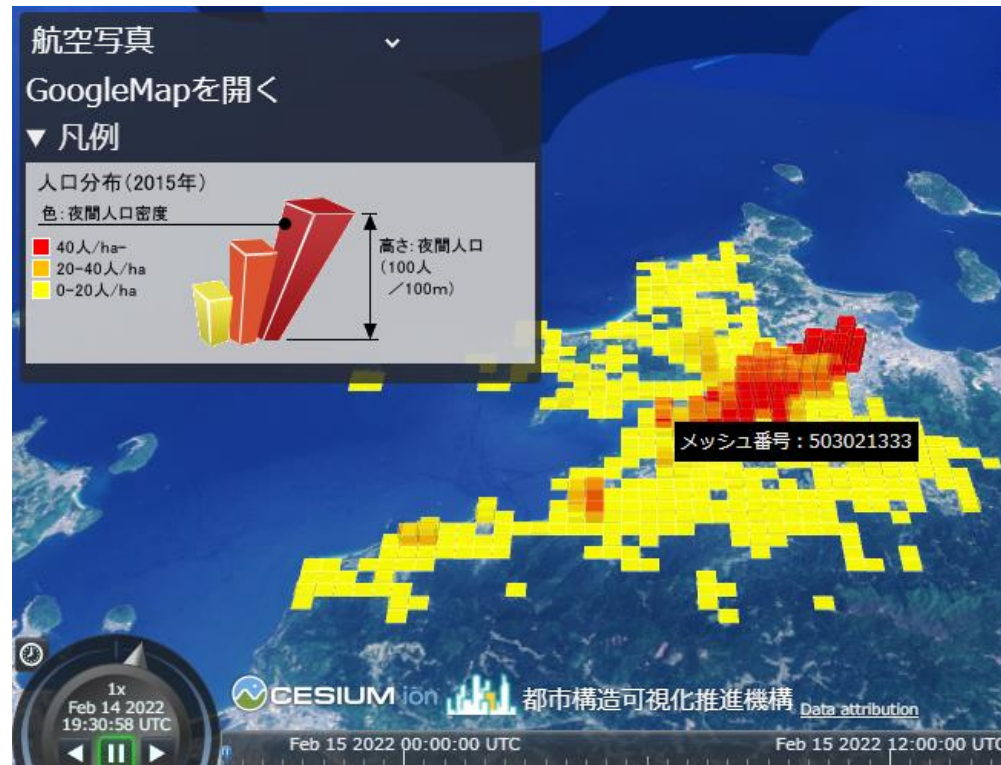 航空写真
GoogleMapを開く
▼ 凡例
人口分布(2015年)
色:夜間人口密度
40人/ha-
20-40人/ha
0-20人/ha
高さ:夜間人口
(100人
/100m)
メッシュ番号:503021333
1x
Feb 14 2022
19:30:58 UTC
CESIUM ion
都市構造可視化推進機構
Data attribution
Feb 15 2022 00:00:00 UTC
Feb 15 2022 12:00:00 UTC